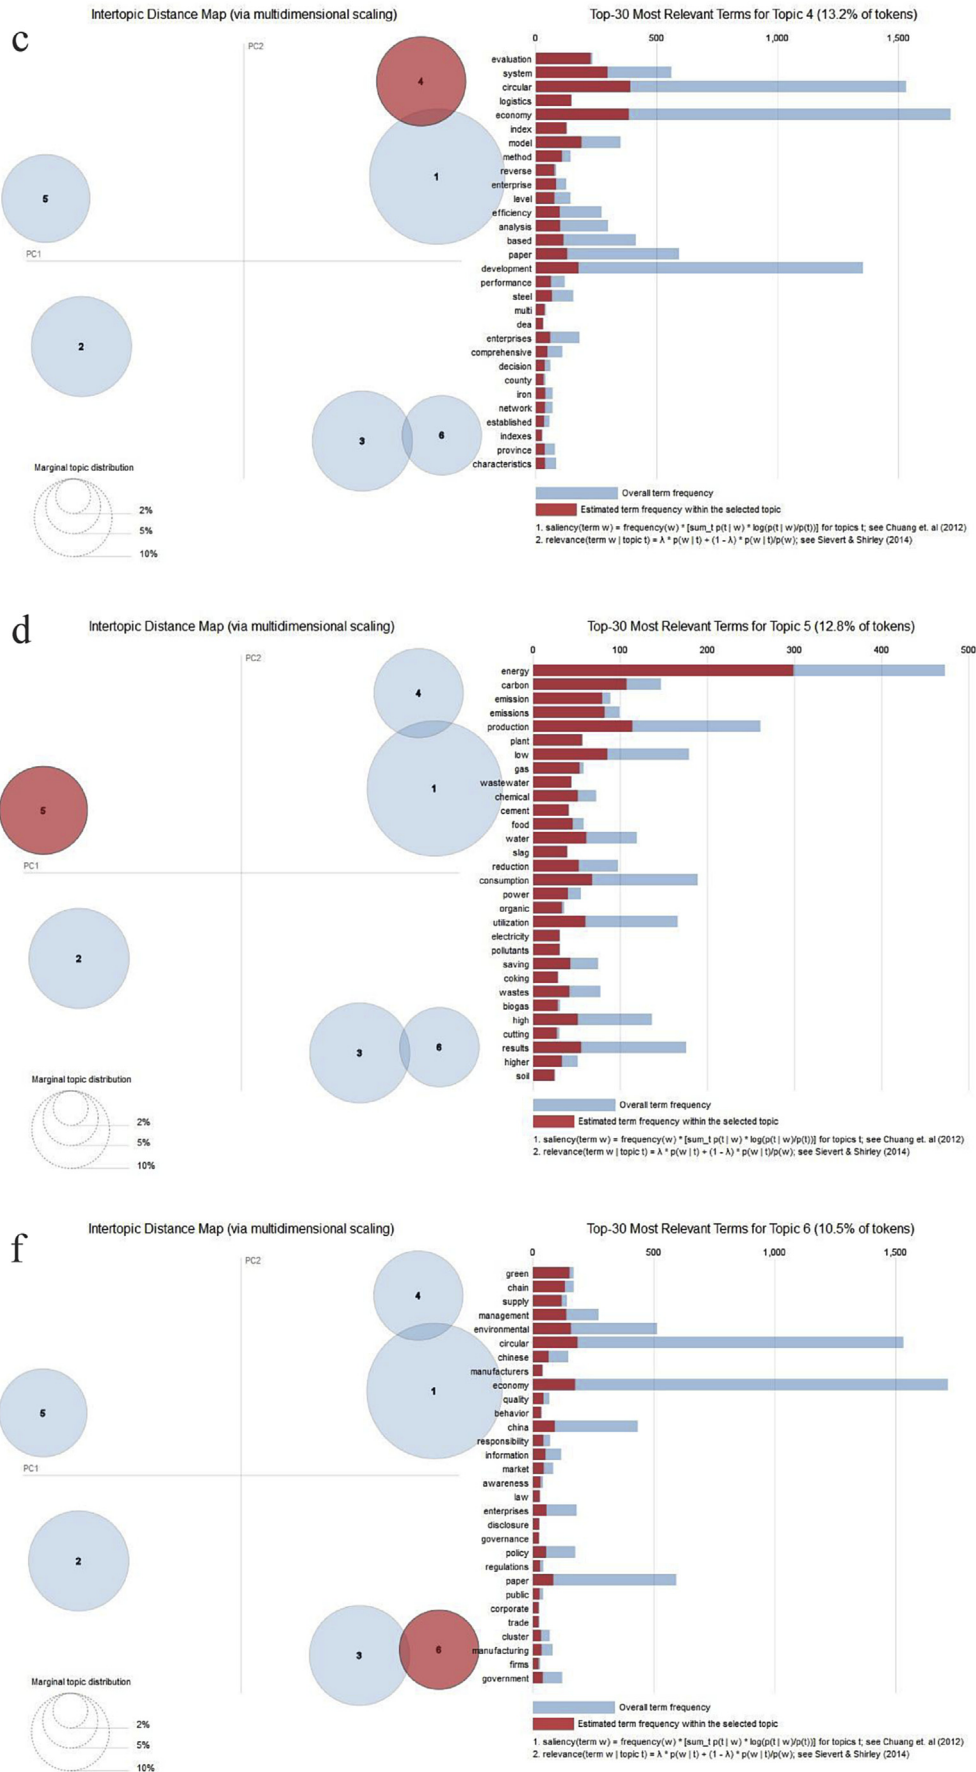 c
Intertopic Distance Map (via multidimensional scaling)
Top-30 Most Relevant Terms for Topic 4 (13.2% of tokens)
0 500 1,000 1,500
PC2
PC1
4
1
5
2
3
6
evaluation
system
circular
logistics
economy
index
model
method
reverse
enterprise
level
efficiency
analysis
based
paper
development
performance
steel
multi
dea
enterprises
comprehensive
decision
county
iron
network
established
indexes
province
characteristics
Marginal topic distribution
2%
5%
10%
Overall term frequency
Estimated term frequency within the selected topic
1. saliency(term w) = frequency(w) * [sum_t p(t | w) * log(p(t | w)/p(t))] for topics t; see Chuang et. al (2012)
2. relevance(term w | topic t) = λ * p(w | t) + (1 - λ) * p(w | t)/p(w); see Sievert & Shirley (2014)
d
Intertopic Distance Map (via multidimensional scaling)
Top-30 Most Relevant Terms for Topic 5 (12.8% of tokens)
0 100 200 300 400 500
PC2
PC1
4
1
5
2
3
6
energy
carbon
emission
emissions
production
plant
low
gas
wastewater
chemical
cement
food
water
slag
reduction
consumption
power
organic
utilization
electricity
pollutants
saving
coking
wastes
biogas
high
cutting
results
higher
soil
Marginal topic distribution
2%
5%
10%
Overall term frequency
Estimated term frequency within the selected topic
1. saliency(term w) = frequency(w) * [sum_t p(t | w) * log(p(t | w)/p(t))] for topics t; see Chuang et. al (2012)
2. relevance(term w | topic t) = λ * p(w | t) + (1 - λ) * p(w | t)/p(w); see Sievert & Shirley (2014)
f
Intertopic Distance Map (via multidimensional scaling)
Top-30 Most Relevant Terms for Topic 6 (10.5% of tokens)
0 500 1,000 1,500
PC2
PC1
4
1
5
2
3
6
green
chain
supply
management
environmental
circular
chinese
manufacturers
economy
quality
behavior
china
responsibility
information
market
awareness
law
enterprises
disclosure
governance
policy
regulations
paper
public
corporate
trade
cluster
manufacturing
firms
government
Marginal topic distribution
2%
5%
10%
Overall term frequency
Estimated term frequency within the selected topic
1. saliency(term w) = frequency(w) * [sum_t p(t | w) * log(p(t | w)/p(t))] for topics t; see Chuang et. al (2012)
2. relevance(term w | topic t) = λ * p(w | t) + (1 - λ) * p(w | t)/p(w); see Sievert & Shirley (2014)